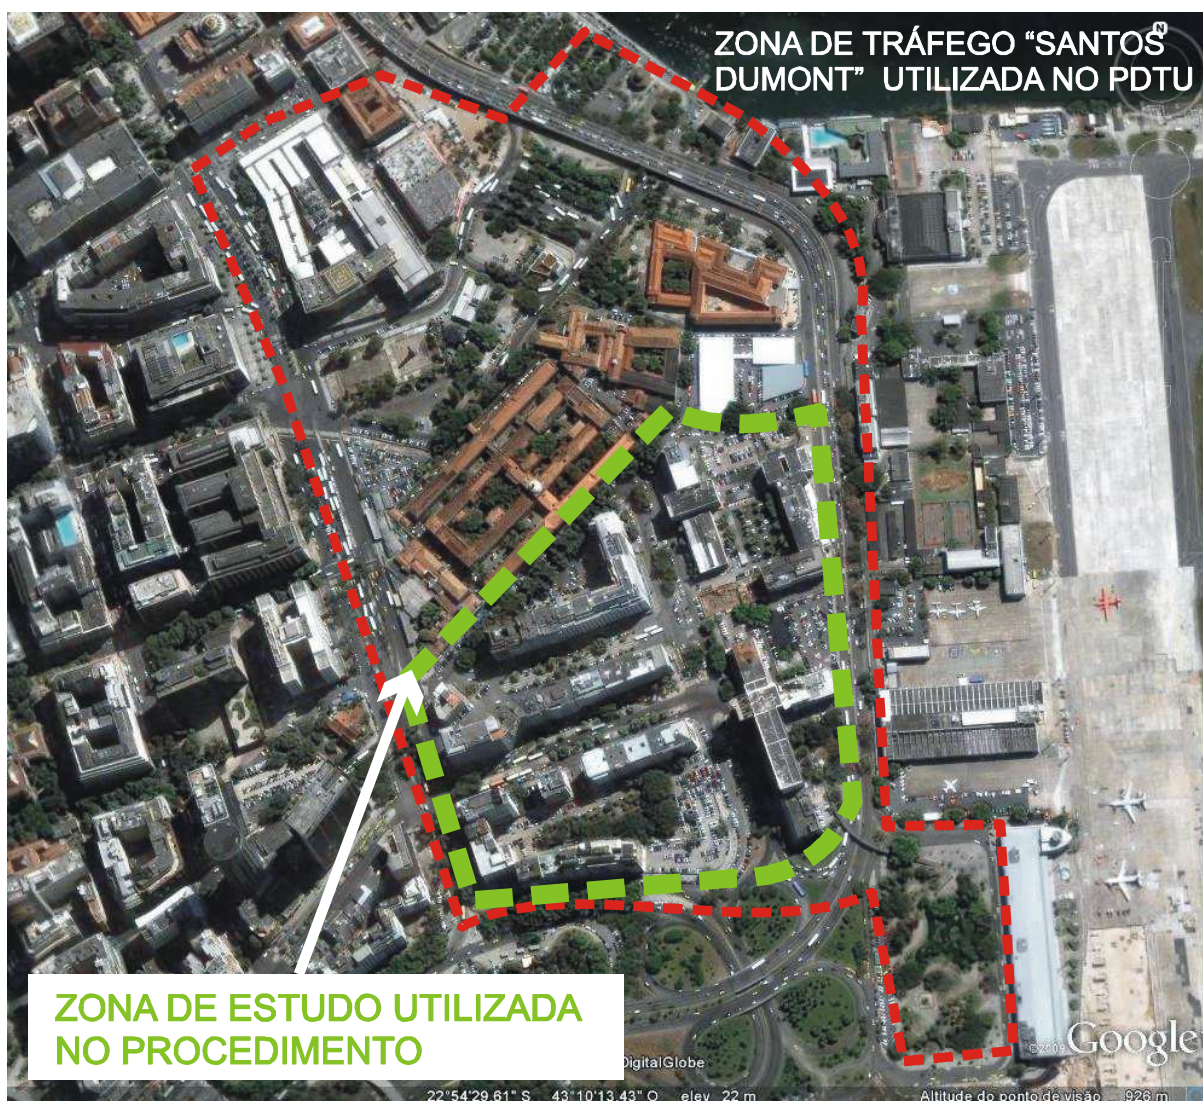 ZONA DE TRÁFEGO “SANTOS
DUMONT” UTILIZADA NO PDTU
N
ZONA DE ESTUDO UTILIZADA
NO PROCEDIMENTO
©2009 Google
DigitalGlobe
22°54'29.61" S 43°10'13.43" O elev 22 m
Altitude do ponto de visão 926 m